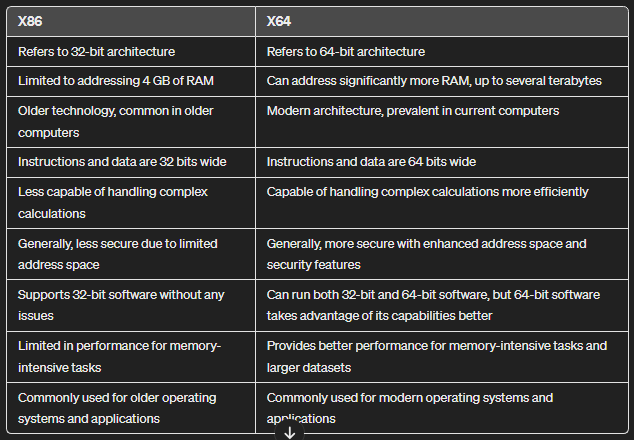 X86 X64
Refers to 32-bit architecture Refers to 64-bit architecture
Limited to addressing 4 GB of RAM Can address significantly more RAM, up to several terabytes
Older technology, common in older Modern architecture, prevalent in current computers
computers
Instructions and data are 32 bits wide Instructions and data are 64 bits wide
Less capable of handling complex Capable of handling complex calculations more efficiently
calculations
Generally, less secure due to limited Generally, more secure with enhanced address space and
address space security features
Supports 32-bit software without any Can run both 32-bit and 64-bit software, but 64-bit software
issues takes advantage of its capabilities better
Limited in performance for memory- Provides better performance for memory-intensive tasks and
intensive tasks larger datasets
Commonly used for older operating Commonly used for modern operating systems and
systems and applications applications